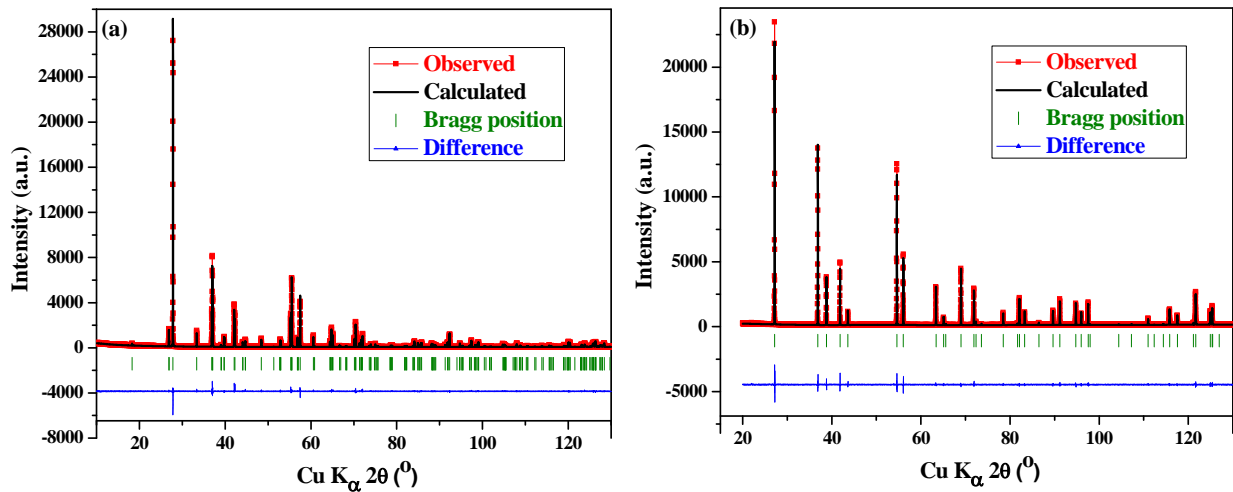 (a)
Observed
Calculated
Bragg position
Difference
Intensity (a.u.)
28000
24000
20000
16000
12000
8000
4000
0
-4000
-8000
20
40
60
80
100
120
Cu Kα 2θ (O)
(b)
Observed
Calculated
Bragg position
Difference
Intensity (a.u.)
20000
15000
10000
5000
0
-5000
20
40
60
80
100
120
Cu Kα 2θ (O)